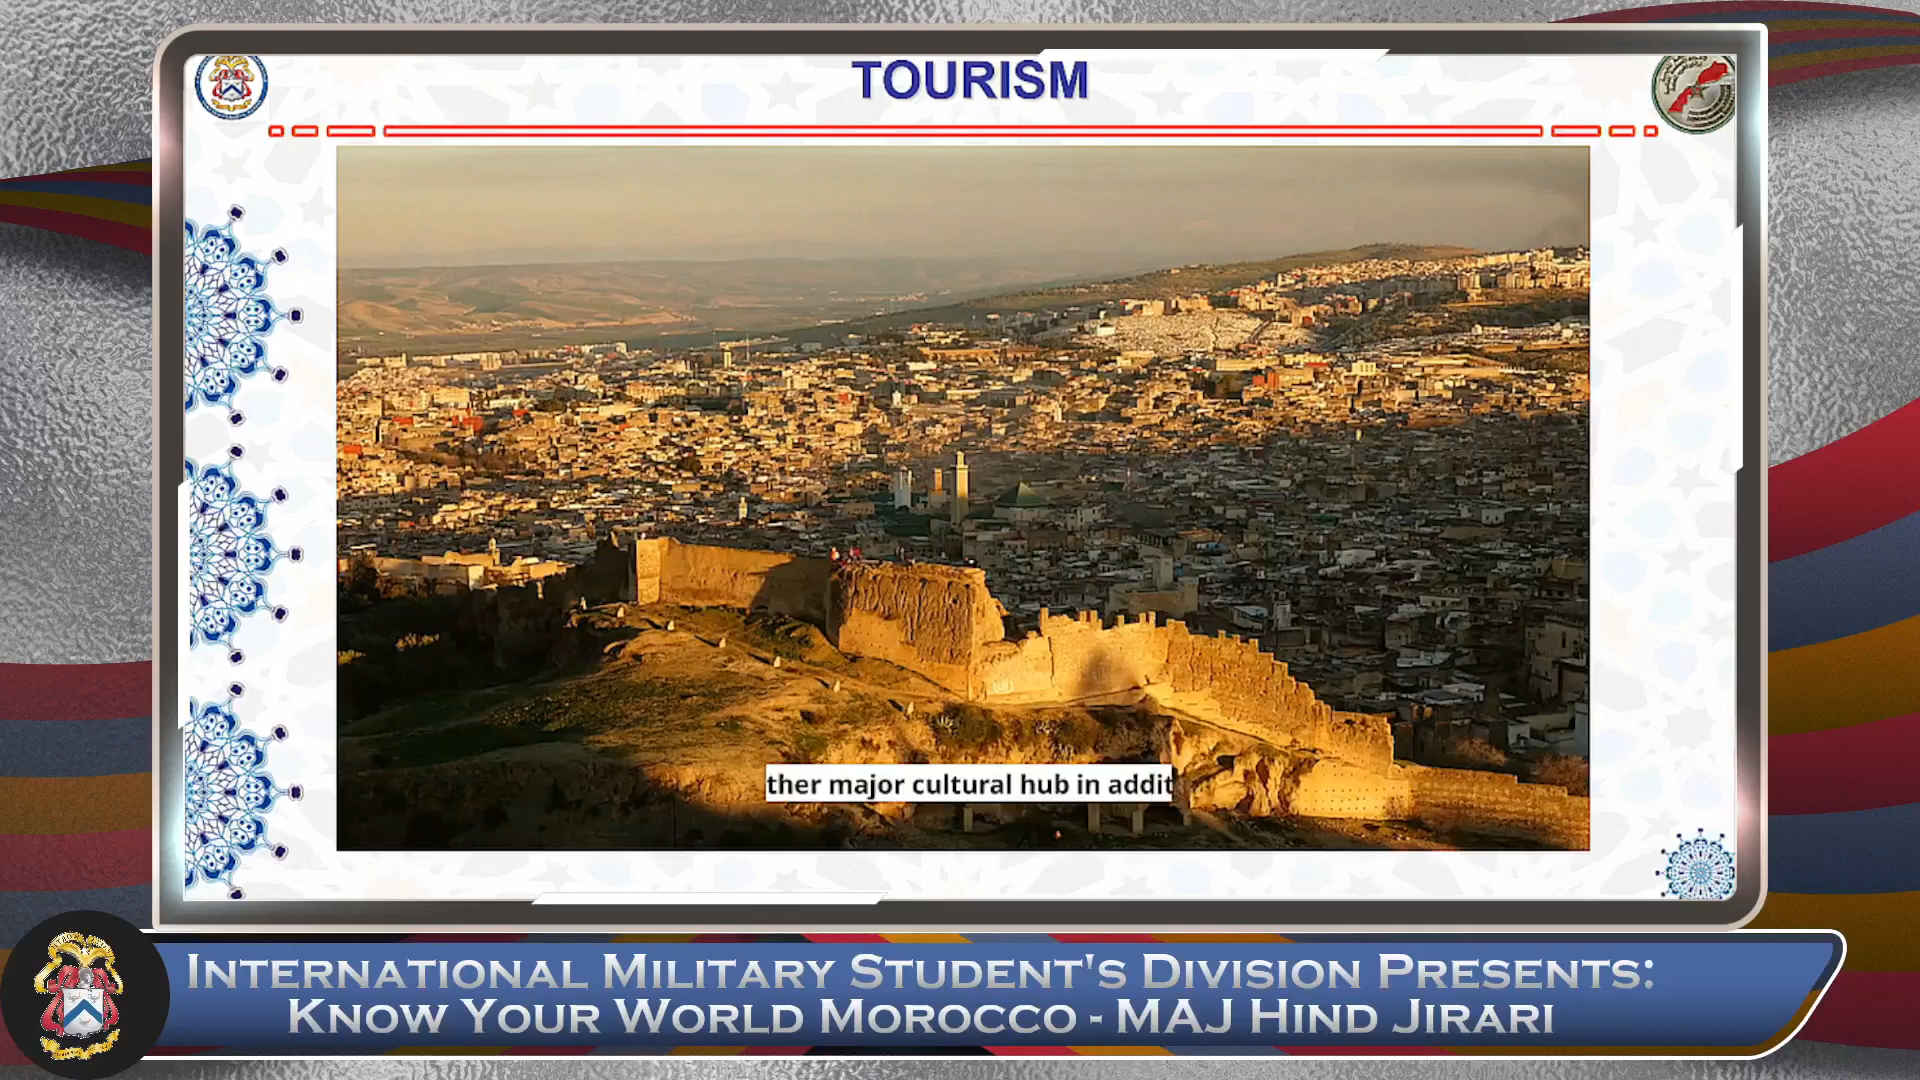 TOURISM
ther major cultural hub in addit
International Military Student's Division Presents:
Know Your World Morocco - MAJ Hind Jirari